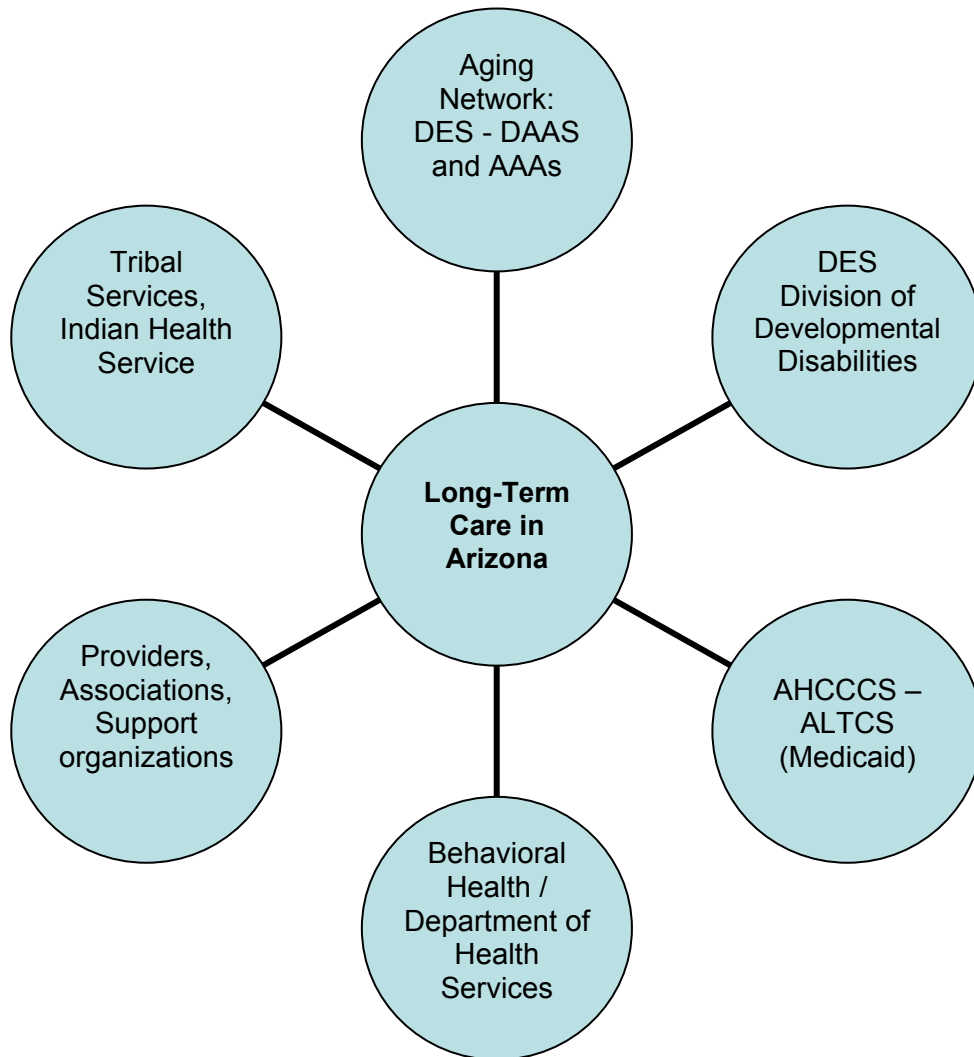 Aging
Network:
DES - DAAS
and AAAs
Tribal
Services,
Indian Health
Service
DES
Division of
Developmental
Disabilities
Long-Term
Care in
Arizona
Providers,
Associations,
Support
organizations
AHCCCS –
ALTCS
(Medicaid)
Behavioral
Health /
Department of
Health
Services